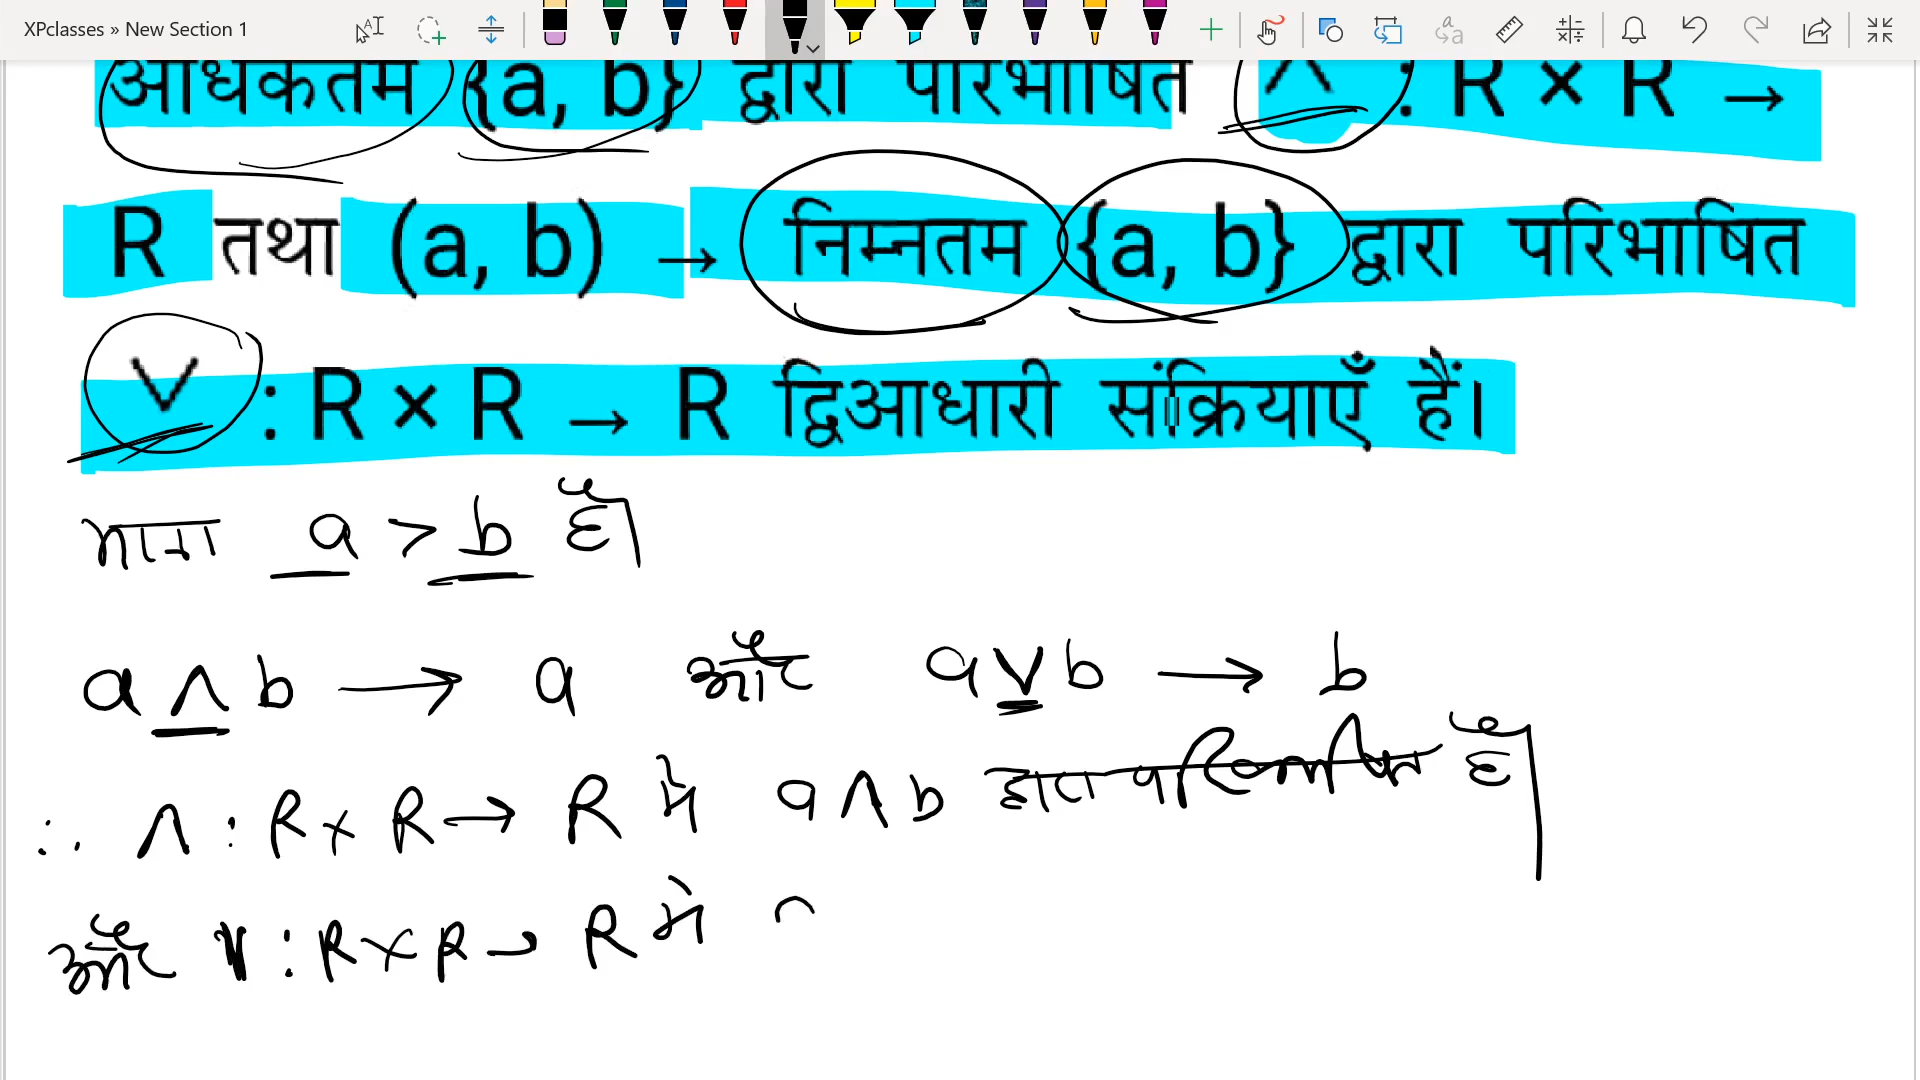 XPclasses » New Section 1
अधिकतम {a, b} द्वारा परिभाषित ∧ : R × R →
R तथा (a, b) → निम्नतम {a, b} द्वारा परिभाषित
∨ : R × R → R द्विआधारी संक्रियाएँ हैं।
माना a > b है।
a ∧ b → a और a ∨ b → b
∴ ∧ : R × R → R में a ∧ b द्वारा परिभाषित है।
और ∨ : R × R → R में